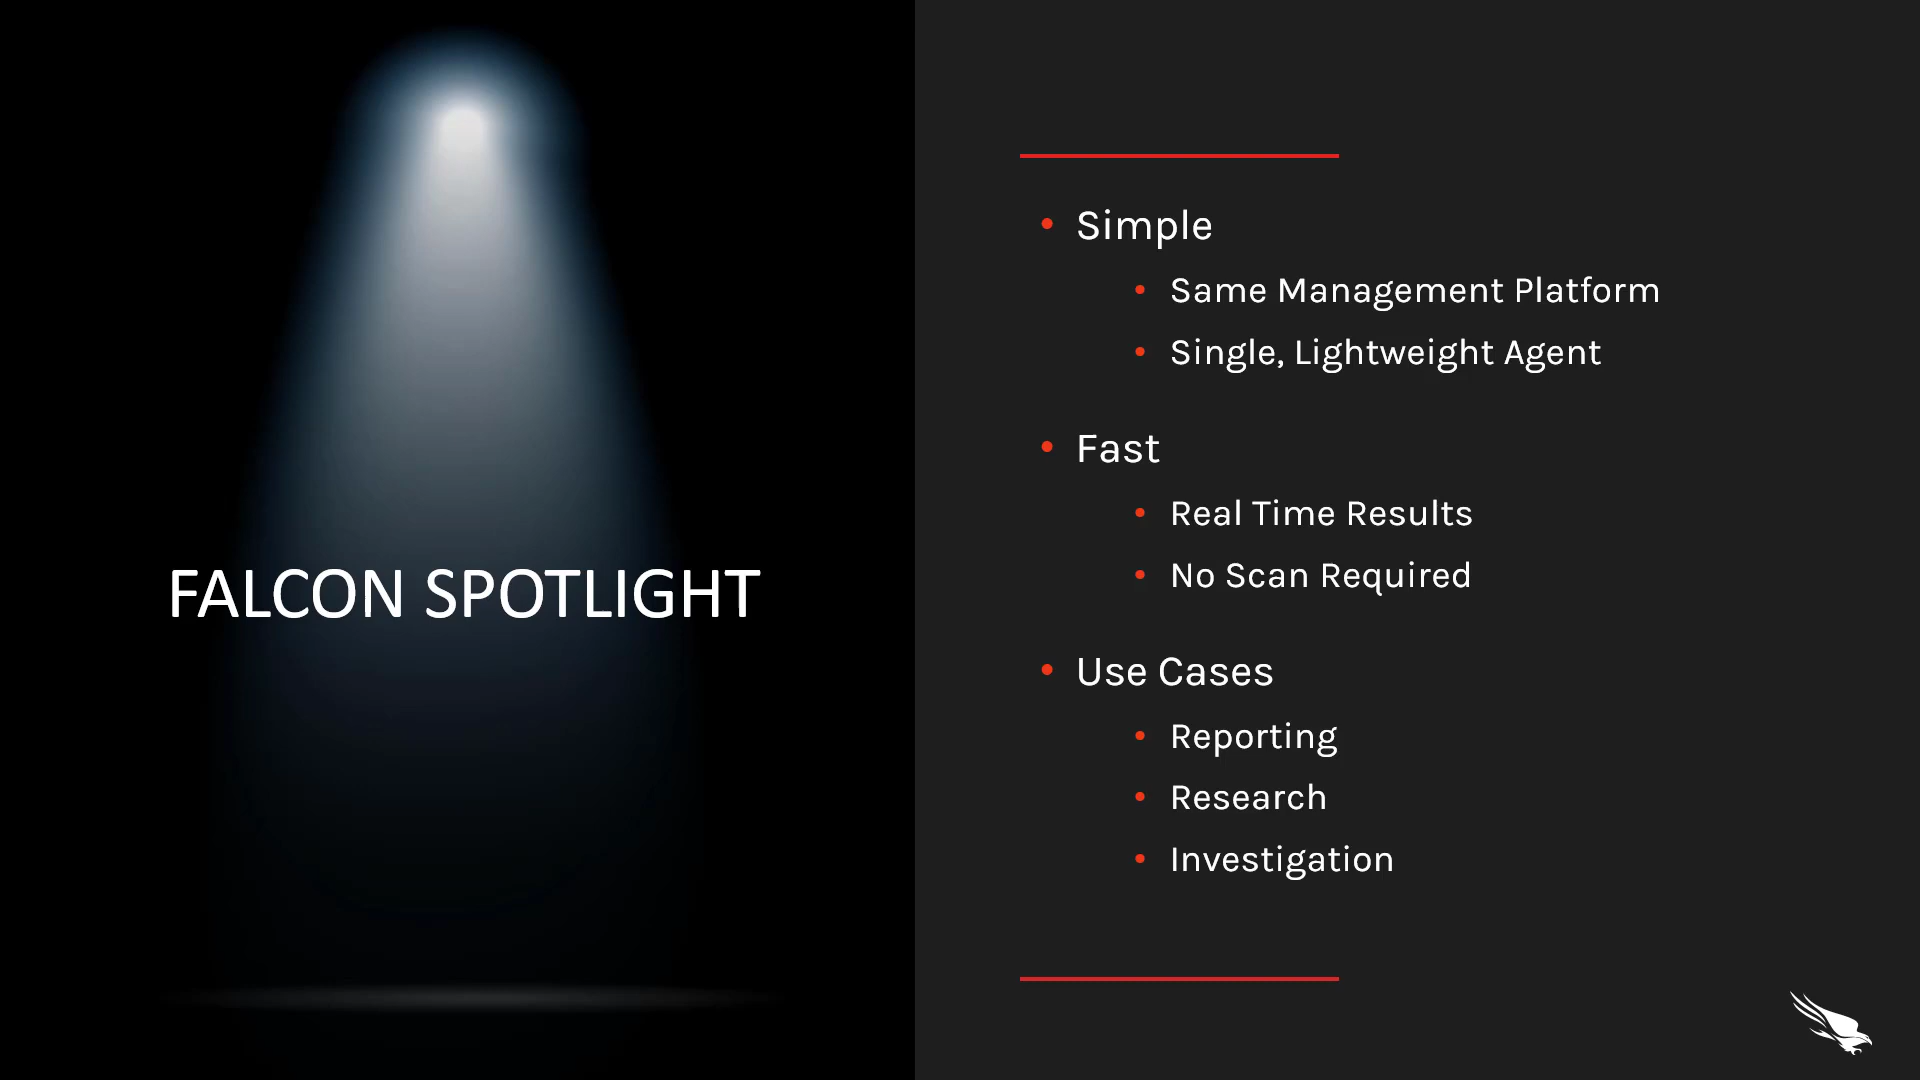 FALCON SPOTLIGHT
• Simple
• Same Management Platform
• Single, Lightweight Agent
• Fast
• Real Time Results
• No Scan Required
• Use Cases
• Reporting
• Research
• Investigation